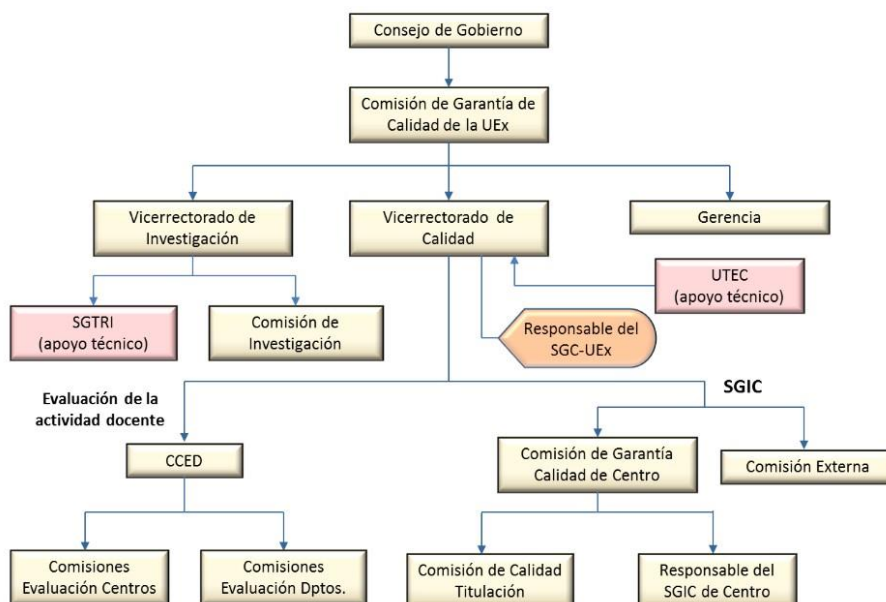 Consejo de Gobierno
Comisión de Garantía de
Calidad de la UEx
Vicerrectorado de
Investigación
Vicerrectorado de
Calidad
Gerencia
SGTRI
(apoyo técnico)
Comisión de
Investigación
UTEC
(apoyo técnico)
Responsable del
SGC-UEx
Evaluación de la
actividad docente
SGIC
CCED
Comisión de Garantía
Calidad de Centro
Comisión Externa
Comisiones
Evaluación Centros
Comisiones
Evaluación Dptos.
Comisión de Calidad
Titulación
Responsable del
SGIC de Centro